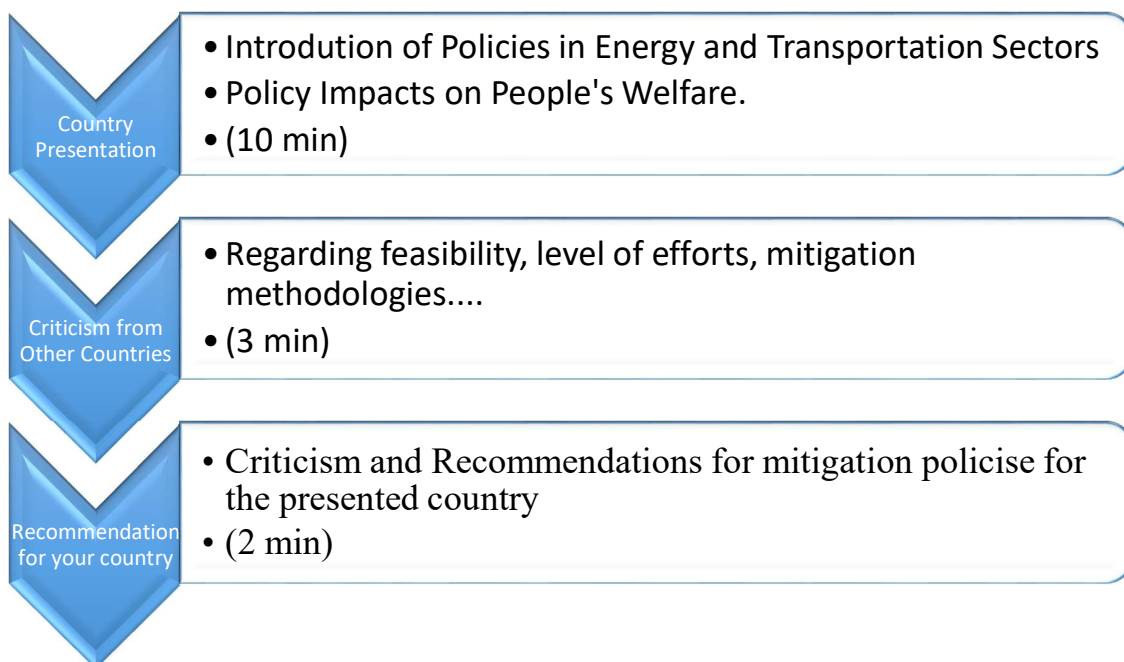 Country
Presentation
• Introdution of Policies in Energy and Transportation Sectors
• Policy Impacts on People's Welfare.
• (10 min)
Criticism from
Other Countries
• Regarding feasibility, level of efforts, mitigation
methodologies....
• (3 min)
Recommendation
for your country
• Criticism and Recommendations for mitigation policise for
the presented country
• (2 min)